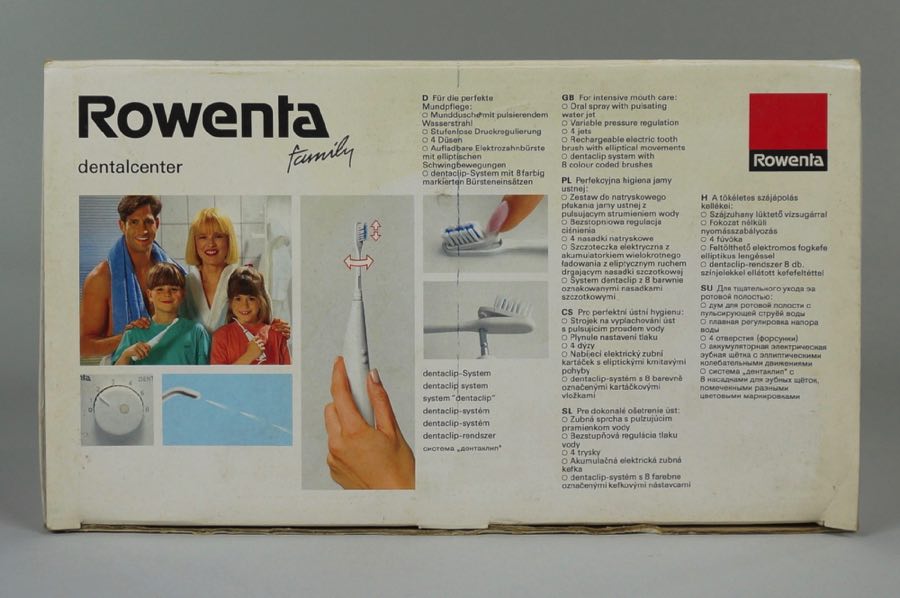 Rowenta
family
dentalcenter
D Für die perfekte
Mundpflege:
O Munddusche mit pulsierendem
Wasserstrahl
O Stufenlose Druckregulierung
O 4 Düsen
O Aufladbare Elektrozahnbürste
mit elliptischen
Schwingbewegungen
O dentaclip-System mit 8 farbig
markierten Bürsteneinsätzen
dentaclip-System
dentaclip system
system "dentaclip"
dentaclip-systém
dentaclip-systém
dentaclip-rendszer
система „дентаклип"
GB For intensive mouth care:
O Oral spray with pulsating
water jet
O Variable pressure regulation
O 4 jets
O Rechargeable electric tooth
brush with elliptical movements
O dentaclip system with
8 colour coded brushes
PL Perfekcyjna higiena jamy
ustnej:
O Zestaw do natryskowego
płukania jamy ustnej z
pulsującym strumieniem wody
O Bezstopniowa regulacja
ciśnienia
O 4 nasadki natryskowe
O Szczoteczka elektryczna z
akumulatorkiem wielokrotnego
ładowania z eliptycznym ruchem
drgającym nasadki szczotkowej
O System dentaclip z 8 barwnie
oznakowanymi nasadkami
szczotkowymi
CS Pro perfektní ústní hygienu:
O Strojek na vyplachování úst
s pulsujícím proudem vody
O Plynulé nastavení tlaku
O 4 dýzy
O Nabíjecí elektrický zubní
kartáček s eliptickými kmitavými
pohyby
O dentaclip-systém s 8 barevně
označenými kartáčkovými
vložkami
SL Pre dokonalé ošetrenie úst:
O Zubná sprcha s pulzujúcim
pramienkom vody
O Bezstupňová regulácia tlaku
vody
O 4 trysky
O Akumulačná elektrická zubná
kefka
O dentaclip-systém s 8 farebne
označenými kefkovými nástavcami
Rowenta
H A tökéletes szájápolás
kellékei:
O Szájzuhany lüktető vízsugárral
O Fokozat nélküli
nyomásszabályozás
O 4 fúvóka
O Feltölthető elektromos fogkefe
elliptikus lengéssel
O dentaclip-rendszer 8 db.
színjelekkel ellátott kefefeltéttel
SU Для тщательного ухода за
ротовой полостью:
O душ для ротовой полости с
пульсирующей струёй воды
O плавная регулировка напора
воды
O 4 отверстия (форсунки)
O аккумуляторная электрическая
зубная щётка с эллиптическими
колебательными движениями
O система „дентаклип" с
8 насадками для зубных щёток,
помеченными разными
цветовыми маркировками